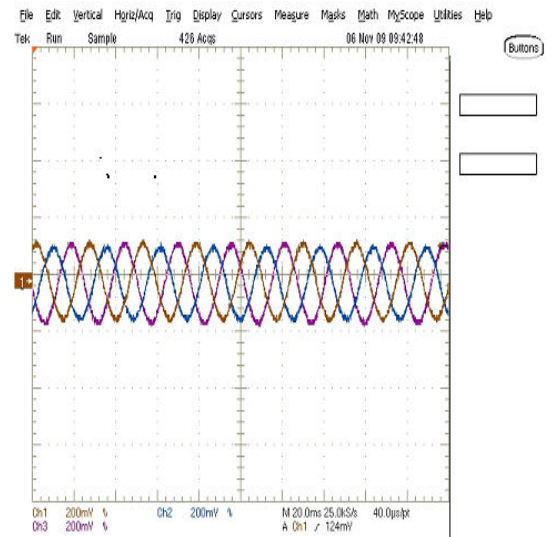 File Edit Vertical Horiz/Acq Trig Display Cursors Measure Masks Math MyScope Utilities Help
Tek Run Sample 426 Acqs 06 Nov 09 09:42:48
Buttons
1
Ch1 200mV Ch2 200mV M 20.0ms 25.0kS/s 40.0µs/pt
Ch3 200mV A Ch1 124mV